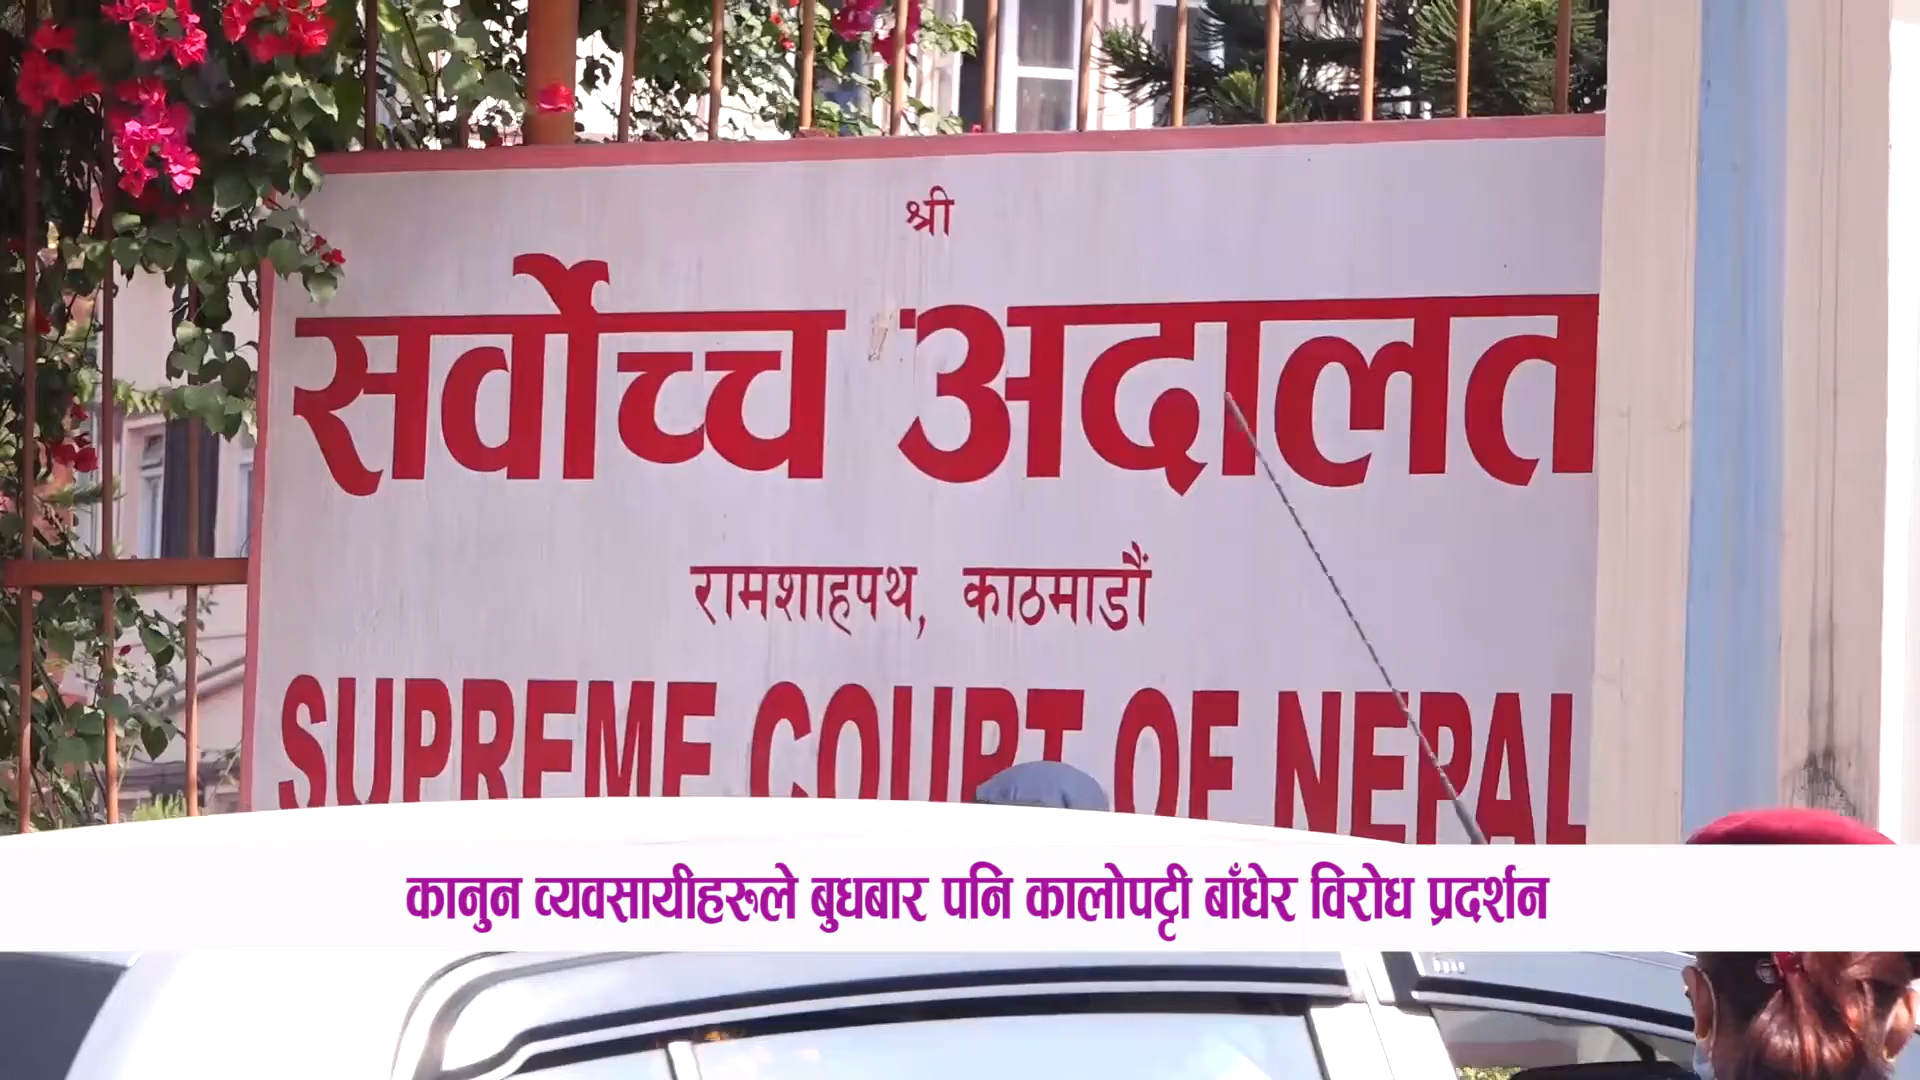 श्री
सर्वोच्च अदालत
रामशाहपथ, काठमाडौं
SUPREME COURT OF NEPAL
कानुन व्यवसायीहरूले बुधबार पनि कालोपट्टी बाँधेर विरोध प्रदर्शन